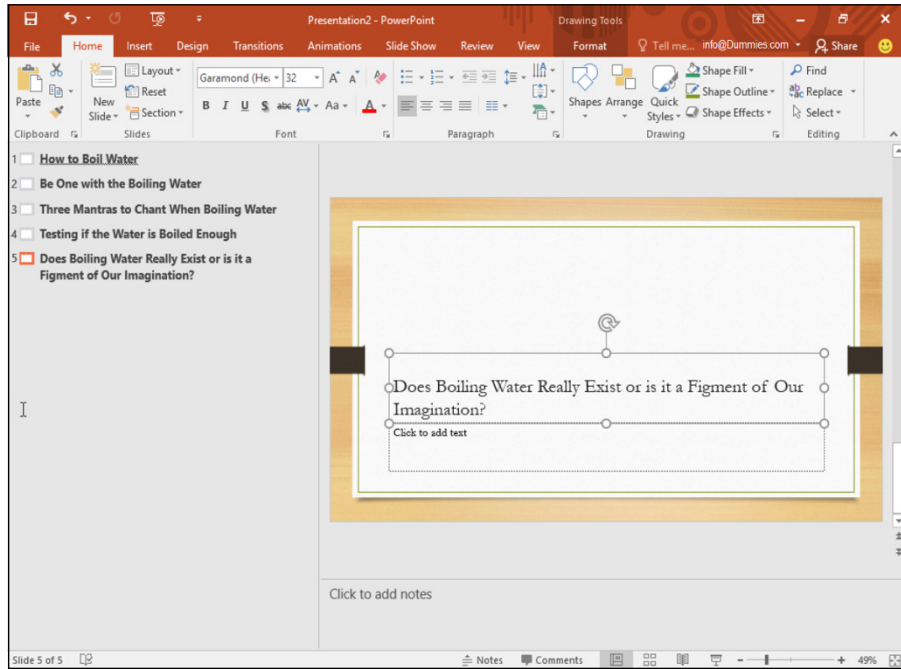 Presentation2 - PowerPoint
Drawing Tools
File Home Insert Design Transitions Animations Slide Show Review View Format Tell me... info@Dummies.com Share
Paste
Clipboard
New Slide
Layout
Reset
Section
Slides
Garamond (He 32
B I U S abc AV Aa A
Font
Paragraph
Shapes Arrange Quick Styles
Shape Fill
Shape Outline
Shape Effects
Drawing
Find
Replace
Select
Editing
1 How to Boil Water
2 Be One with the Boiling Water
3 Three Mantras to Chant When Boiling Water
4 Testing if the Water is Boiled Enough
5 Does Boiling Water Really Exist or is it a
Figment of Our Imagination?
Does Boiling Water Really Exist or is it a Figment of Our
Imagination?
Click to add text
Click to add notes
Slide 5 of 5 Notes Comments 49%